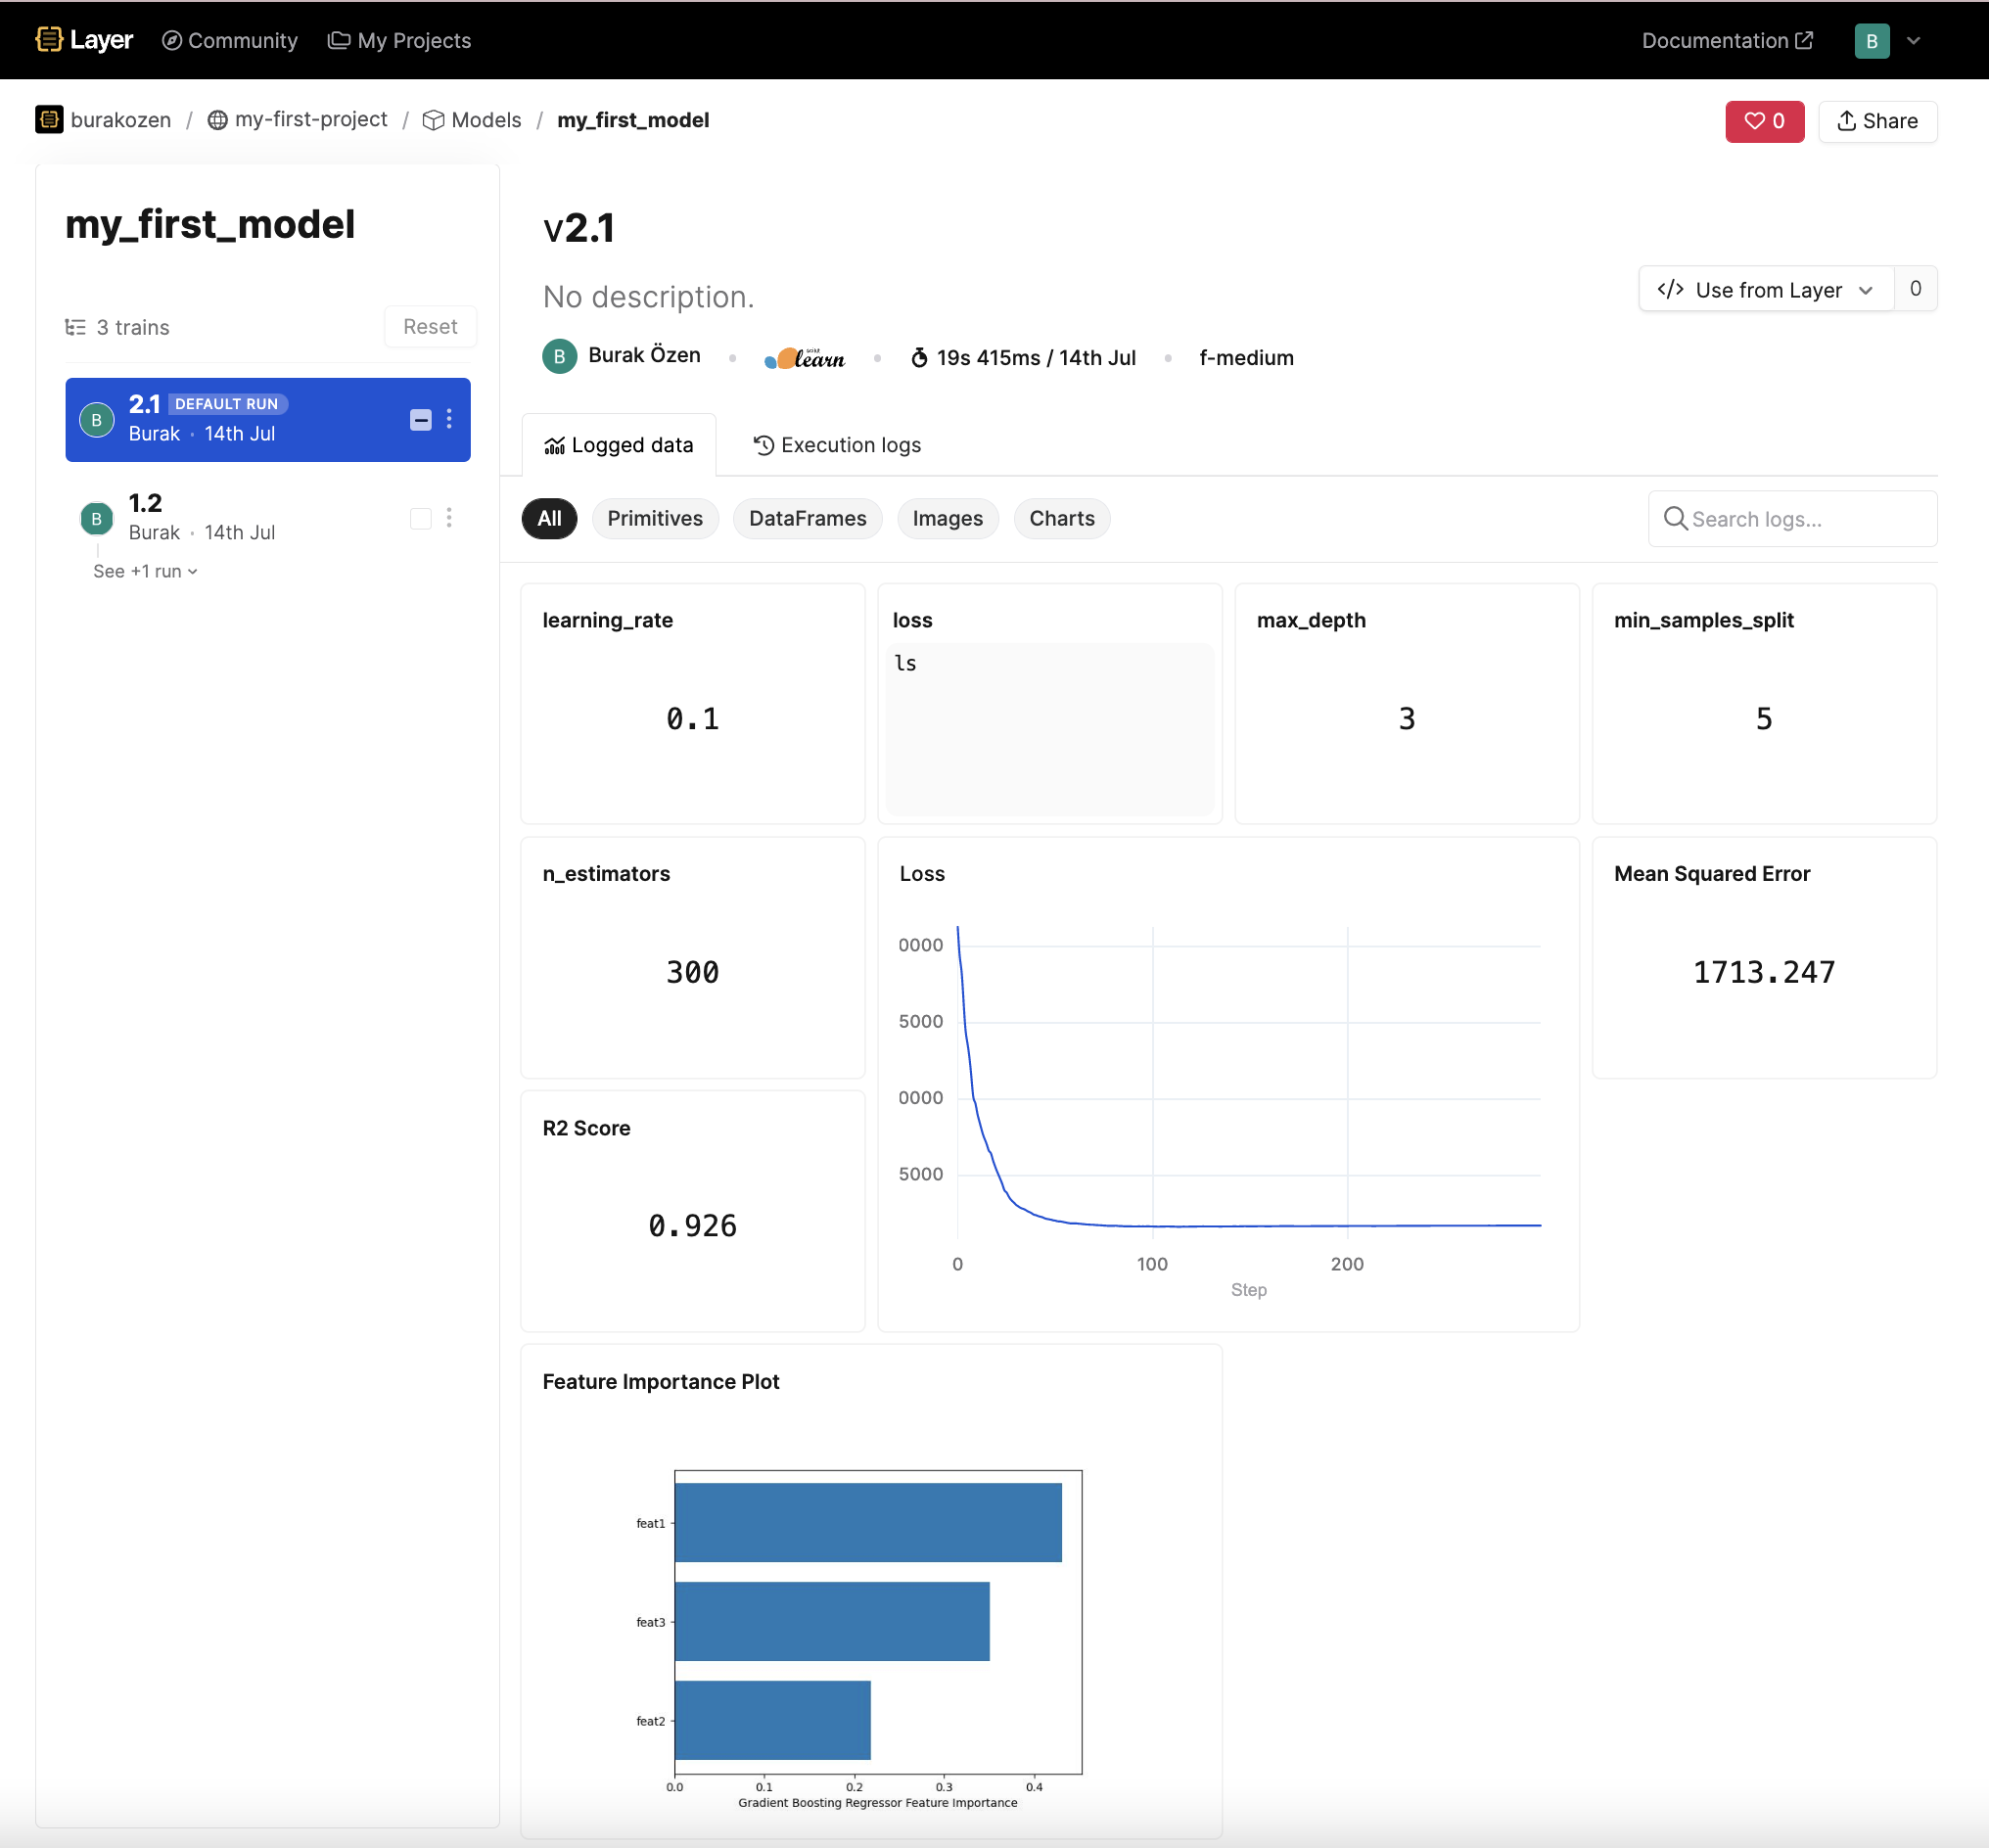 Layer Community My Projects Documentation B
burakozen / my-first-project / Models / my_first_model 0 Share
my_first_model
3 trains Reset
B 2.1 DEFAULT RUN
Burak · 14th Jul
B 1.2
Burak · 14th Jul
See +1 run
v2.1
No description.
</> Use from Layer 0
B Burak Özen • scikit learn • 19s 415ms / 14th Jul • f-medium
Logged data Execution logs
All Primitives DataFrames Images Charts Search logs...
learning_rate
0.1
loss
ls
max_depth
3
min_samples_split
5
n_estimators
300
Loss
0000
5000
0000
5000
0 100 200
Step
Mean Squared Error
1713.247
R2 Score
0.926
Feature Importance Plot
feat1
feat3
feat2
0.0 0.1 0.2 0.3 0.4
Gradient Boosting Regressor Feature Importance